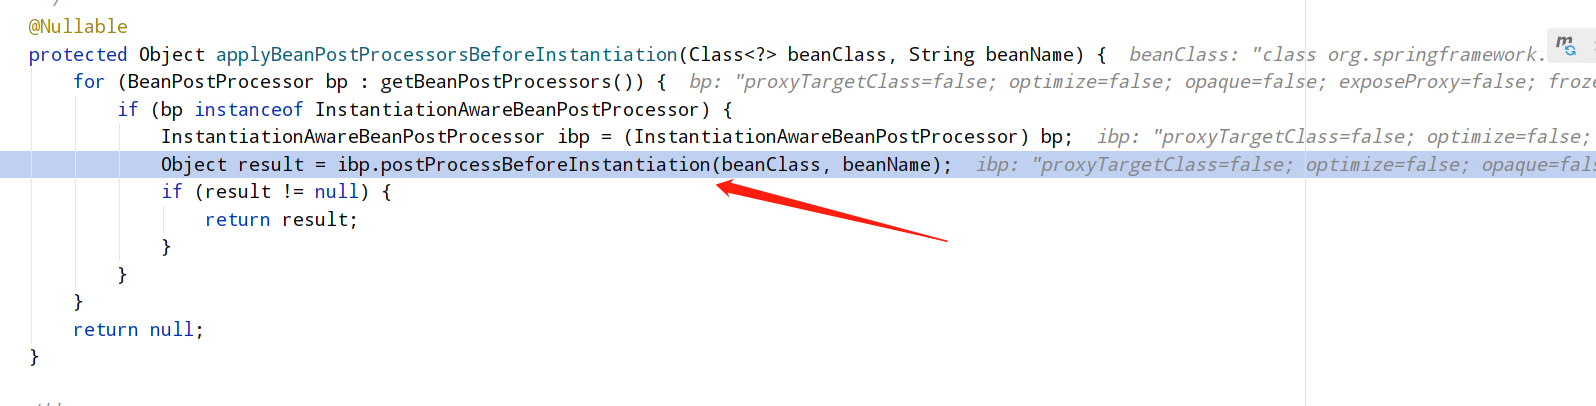 @Nullable
protected Object applyBeanPostProcessorsBeforeInstantiation(Class<?> beanClass, String beanName) {  beanClass: "class org.springframework.
for (BeanPostProcessor bp : getBeanPostProcessors()) {  bp: "proxyTargetClass=false; optimize=false; opaque=false; exposeProxy=false; froze
if (bp instanceof InstantiationAwareBeanPostProcessor) {
InstantiationAwareBeanPostProcessor ibp = (InstantiationAwareBeanPostProcessor) bp;  ibp: "proxyTargetClass=false; optimize=false;
Object result = ibp.postProcessBeforeInstantiation(beanClass, beanName);  ibp: "proxyTargetClass=false; optimize=false; opaque=fals
if (result != null) {
return result;
}
}
}
return null;
}